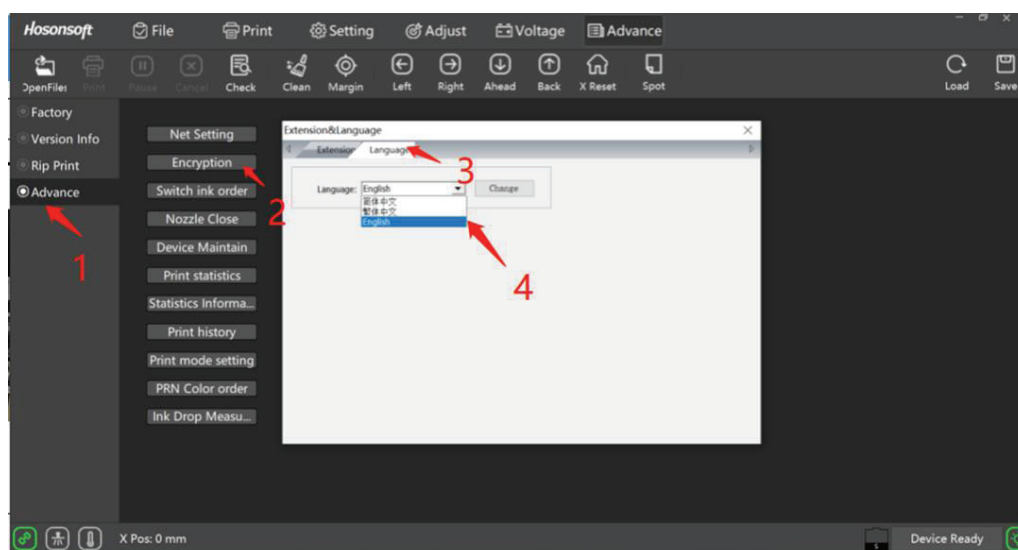 Hosonsoft File Print Setting Adjust Voltage Advance
OpenFiles Print Pause Cancel Check Clean Margin Left Right Ahead Back X Reset Spot Load Save
Factory
Version Info
Rip Print
Advance
1
Net Setting
Encryption
2
Switch ink order
Nozzle Close
Device Maintain
Print statistics
Statistics Informa...
Print history
Print mode setting
PRN Color order
Ink Drop Measu...
Extension&Language
Extension Language
3
Language: English Change
简体中文
繁体中文
English
4
X Pos: 0 mm
Device Ready